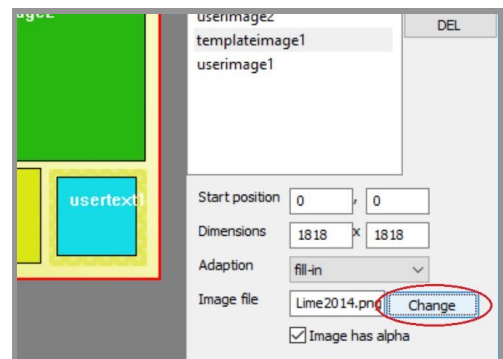 userimage2
DEL
templateimage1
userimage1
usertext1
Start position 0 , 0
Dimensions 1818 x 1818
Adaption fill-in
Image file Lime2014.png Change
Image has alpha